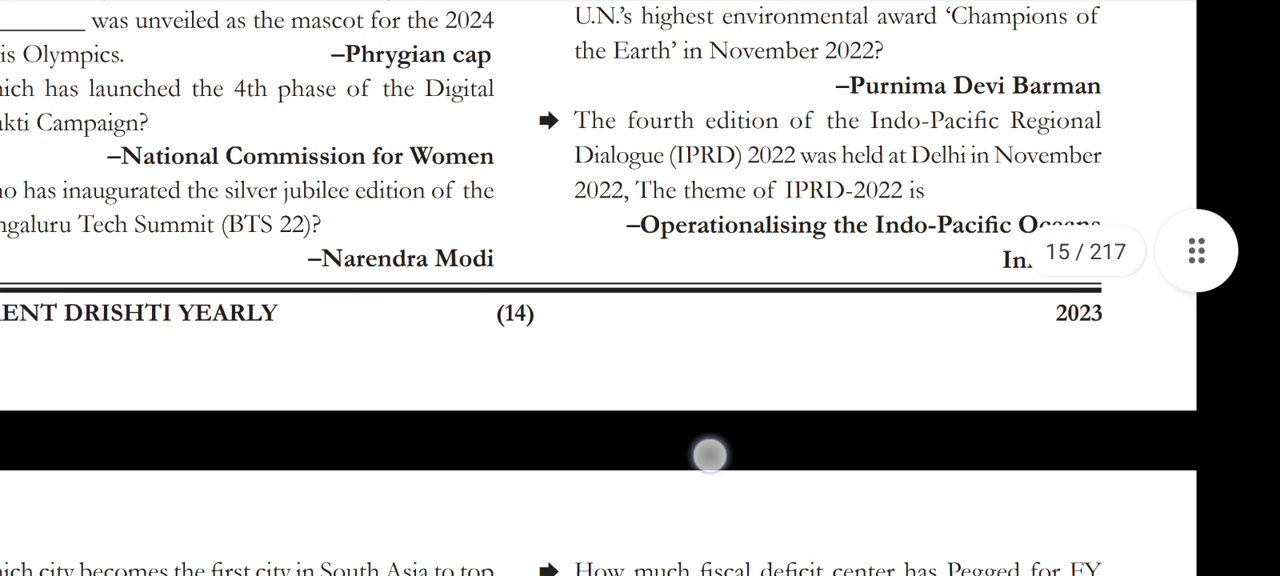 ________ was unveiled as the mascot for the 2024
is Olympics. –Phrygian cap
ich has launched the 4th phase of the Digital
akti Campaign?
–National Commission for Women
o has inaugurated the silver jubilee edition of the
ngaluru Tech Summit (BTS 22)?
–Narendra Modi
U.N.'s highest environmental award ‘Champions of
the Earth’ in November 2022?
–Purnima Devi Barman
➡ The fourth edition of the Indo-Pacific Regional
Dialogue (IPRD) 2022 was held at Delhi in November
2022, The theme of IPRD-2022 is
–Operationalising the Indo-Pacific Oceans
15 / 217
ENT DRISHTI YEARLY (14) 2023
ich city becomes the first city in South Asia to top
➡ How much fiscal deficit center has Pegged for FY